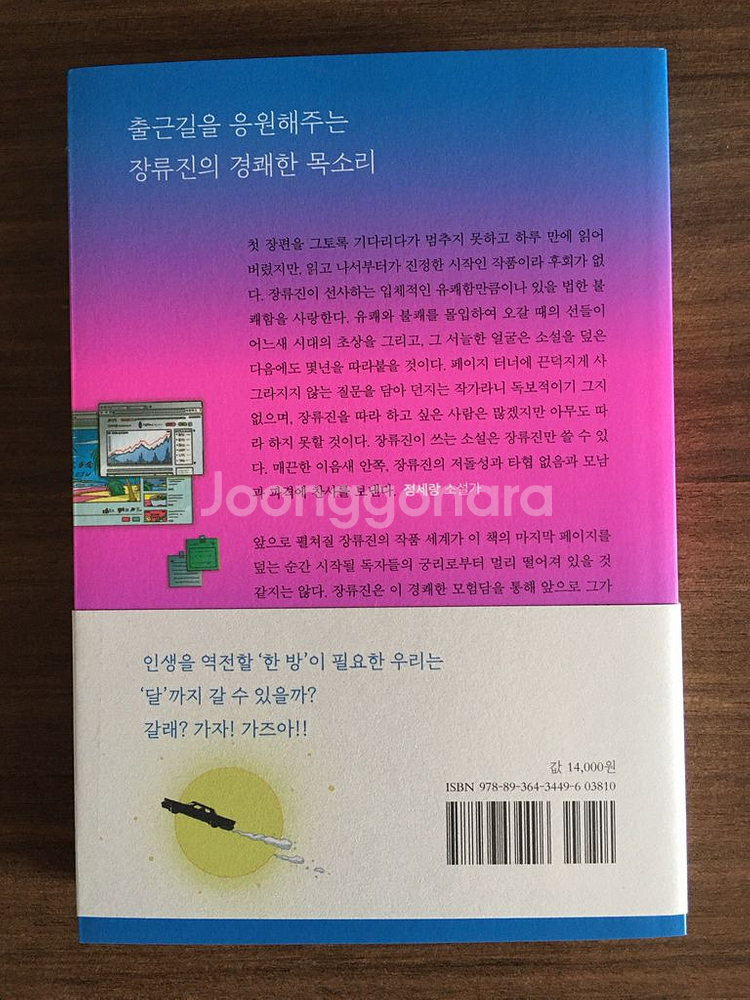 출근길을 응원해주는
장류진의 경쾌한 목소리
첫 장편을 그토록 기다리다가 멈추지 못하고 하루 만에 읽어
버렸지만, 읽고 나서부터가 진정한 시작인 작품이라 후회가 없
다. 장류진이 선사하는 입체적인 유쾌함만큼이나 있을 법한 불
쾌함을 사랑한다. 유쾌와 불쾌를 몰입하여 오갈 때의 선들이
어느새 시대의 초상을 그리고, 그 서늘한 얼굴은 소설을 덮은
다음에도 몇년을 따라붙을 것이다. 페이지 터너에 끈덕지게 사
그라지지 않는 질문을 담아 던지는 작가라니 독보적이기 그지
없으며, 장류진을 따라 하고 싶은 사람은 많겠지만 아무도 따
라 하지 못할 것이다. 장류진이 쓰는 소설은 장류진만 쓸 수 있
다. 매끈한 이음새 안쪽, 장류진의 저돌성과 타협 없음과 모남
과 파격에 찬사를 보낸다. 정세랑 소설가
Joonggonara
앞으로 펼쳐질 장류진의 작품 세계가 이 책의 마지막 페이지를
덮는 순간 시작될 독자들의 궁리로부터 멀리 떨어져 있을 것
같지는 않다. 장류진은 이 경쾌한 모험담을 통해 앞으로 그가
인생을 역전할 ‘한 방’이 필요한 우리는
‘달’까지 갈 수 있을까?
갈래? 가자! 가즈아!!
값 14,000원
ISBN 978-89-364-3449-6 03810